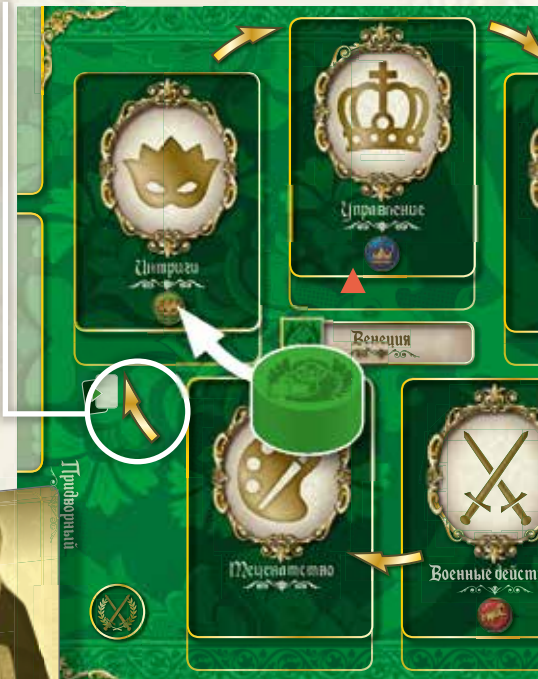 Управление
Интриги
Венеция
Придворный
Меценатство
Военные дейст